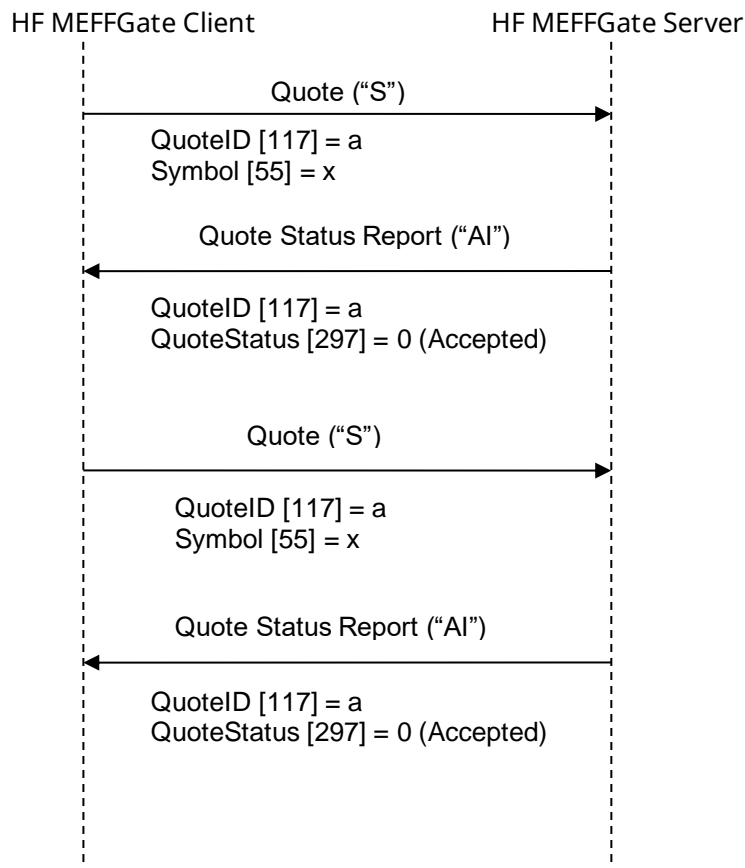 HF MEFFGate Client
HF MEFFGate Server
Quote (“S”)
QuoteID [117] = a
Symbol [55] = x
Quote Status Report (“AI”)
QuoteID [117] = a
QuoteStatus [297] = 0 (Accepted)
Quote (“S”)
QuoteID [117] = a
Symbol [55] = x
Quote Status Report (“AI”)
QuoteID [117] = a
QuoteStatus [297] = 0 (Accepted)